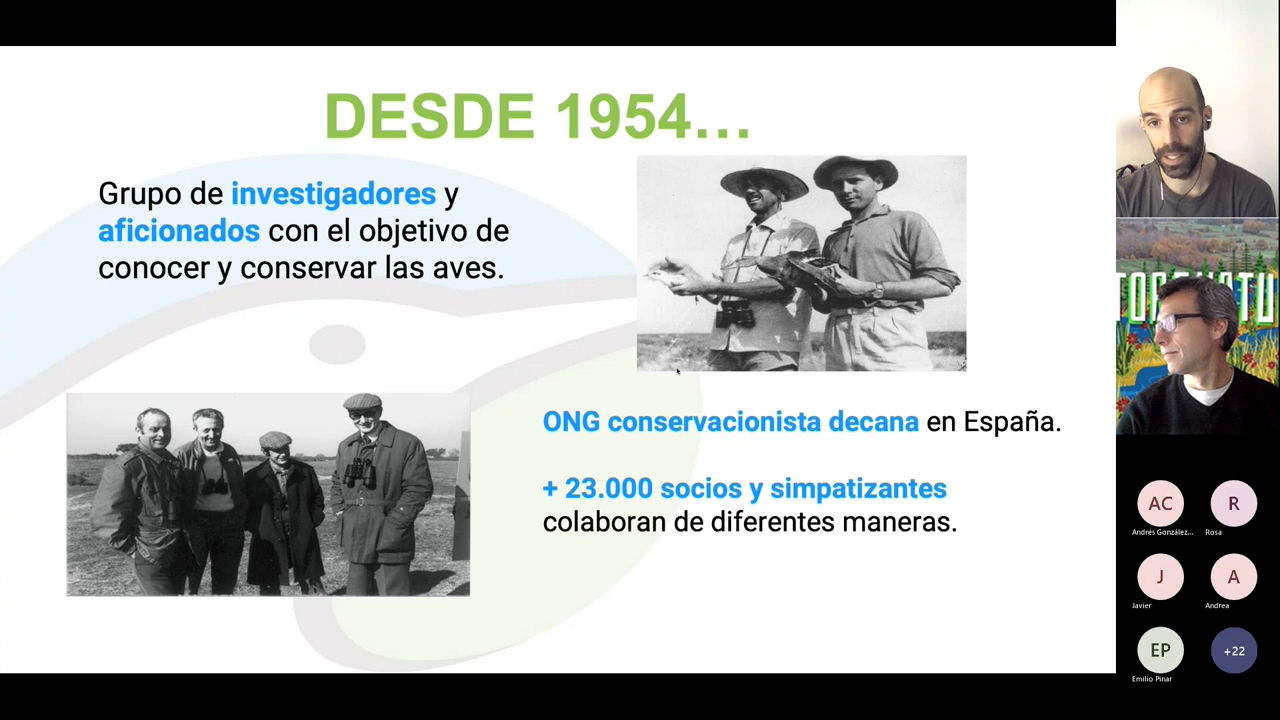 DESDE 1954...
Grupo de investigadores y
aficionados con el objetivo de
conocer y conservar las aves.
ONG conservacionista decana en España.
+ 23.000 socios y simpatizantes
colaboran de diferentes maneras.
AC
R
Andrés González...
Rosa
J
A
Javier
Andrea
EP
+22
Emilio Pinar